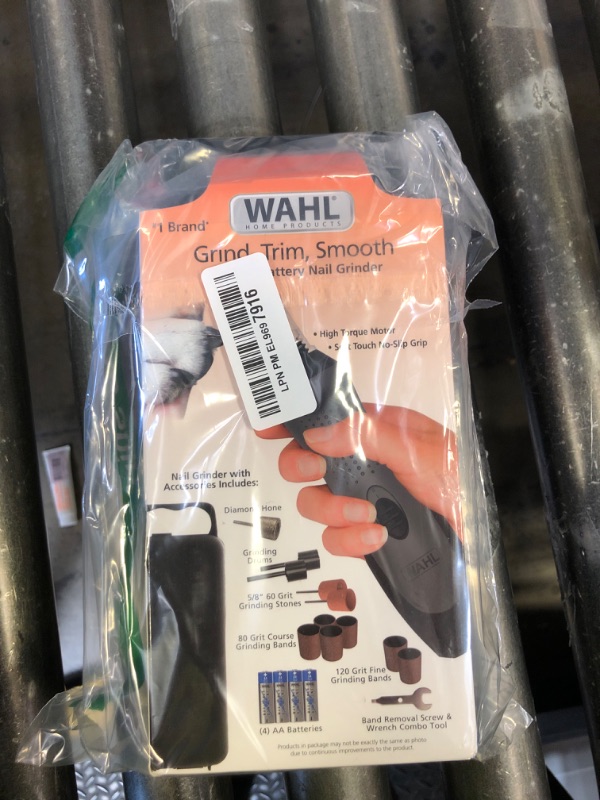 #1 Brand*
WAHL
HOME PRODUCTS
Grind, Trim, Smooth
Battery Nail Grinder
LPN PM EL9697916
• High Torque Motor
• Soft Touch No-Slip Grip
Nail Grinder with
Accessories Includes:
Diamond Hone
Grinding
Drums
5/8" 60 Grit
Grinding Stones
80 Grit Course
Grinding Bands
120 Grit Fine
Grinding Bands
(4) AA Batteries
Band Removal Screw &
Wrench Combo Tool
Products in package may not be exactly the same as photo
due to continuous improvements to the product.
WAHL